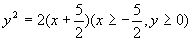 y² = 2(x + 5/2)(x ≥ −5/2, y ≥ 0)